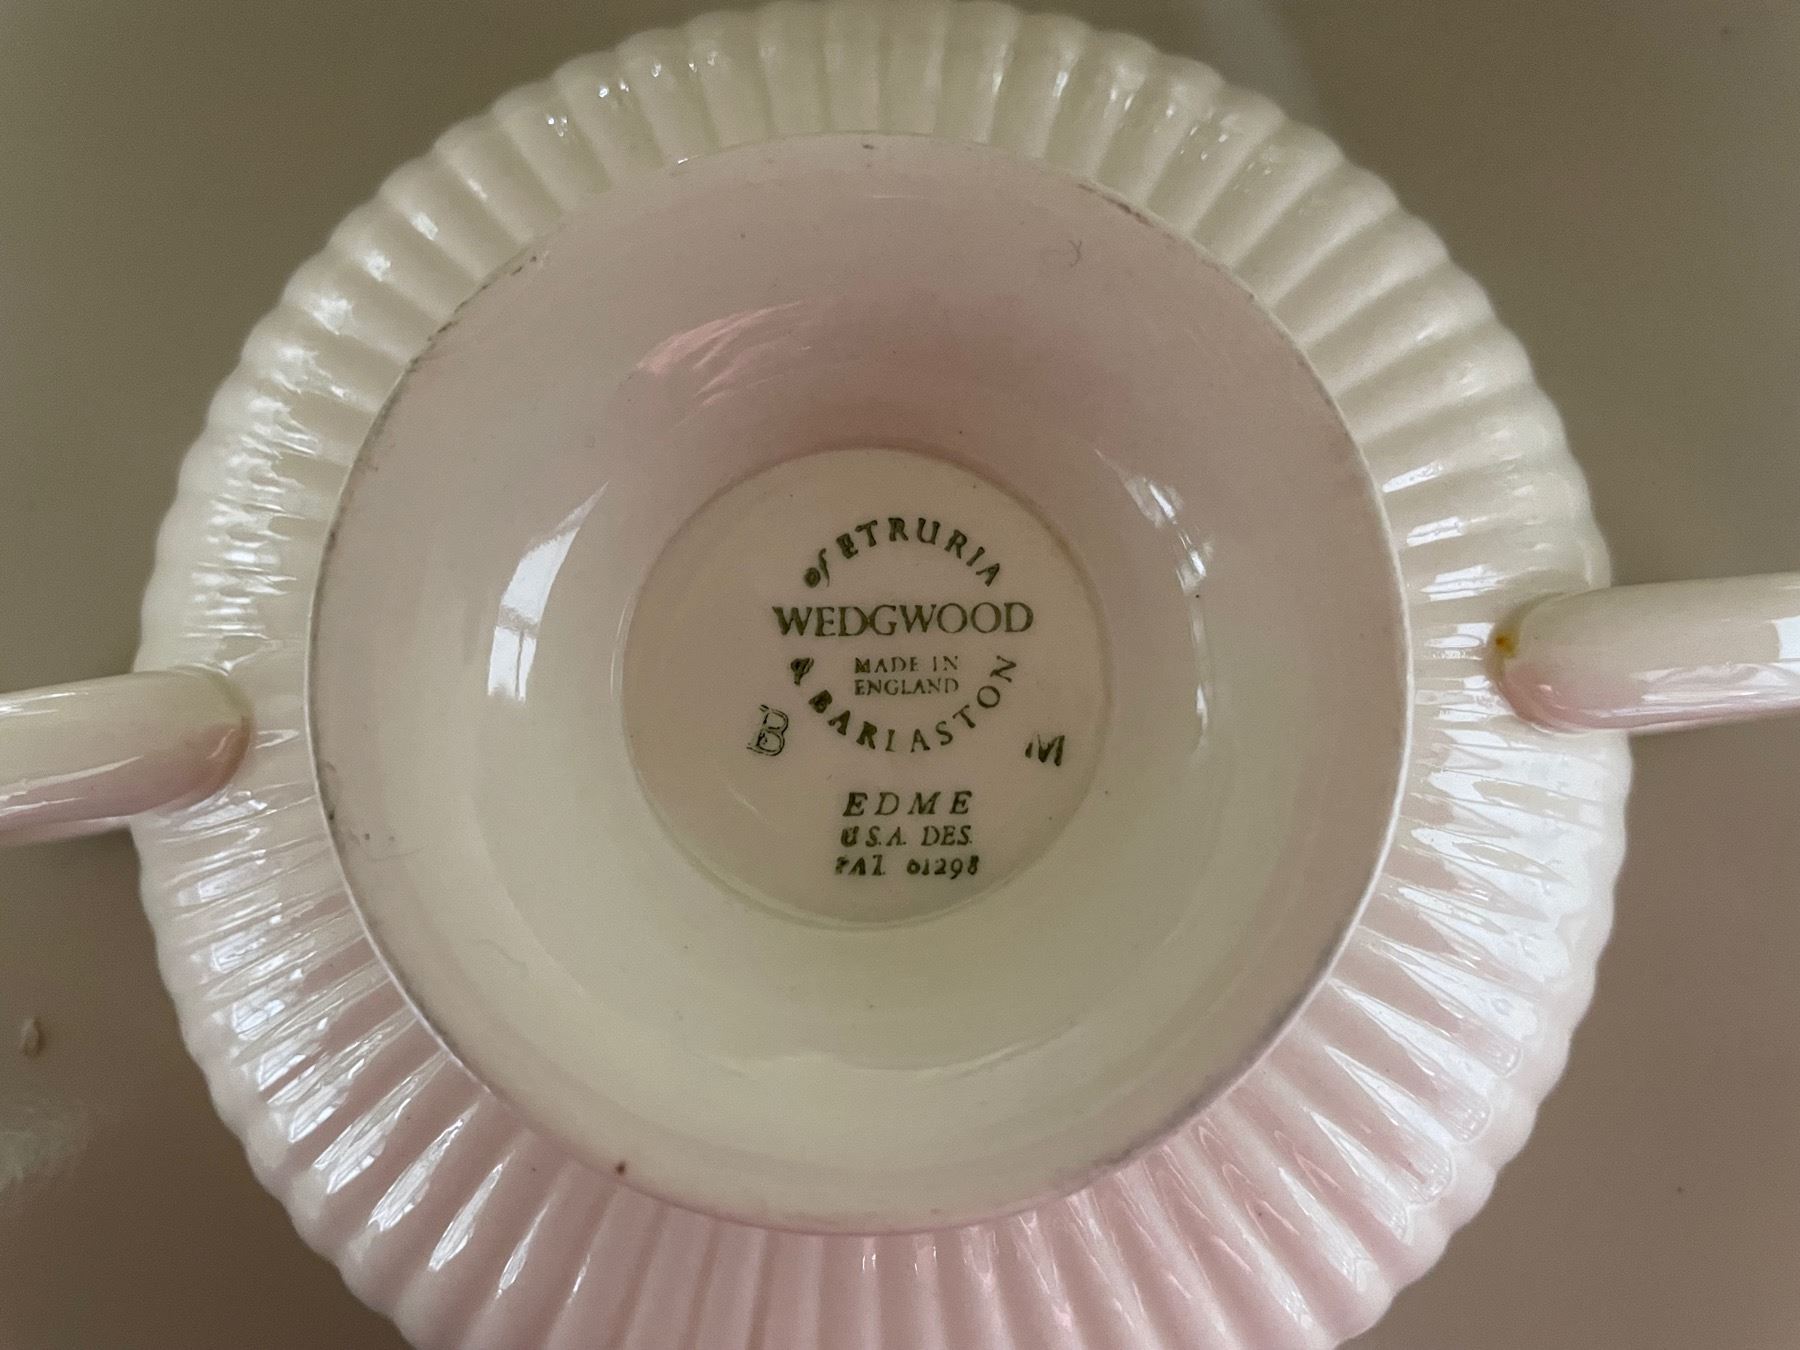 of ETRURIA
WEDGWOOD
MADE IN
ENGLAND
& BARLASTON
B
M
EDME
U.S.A. DES.
PAT. 61298